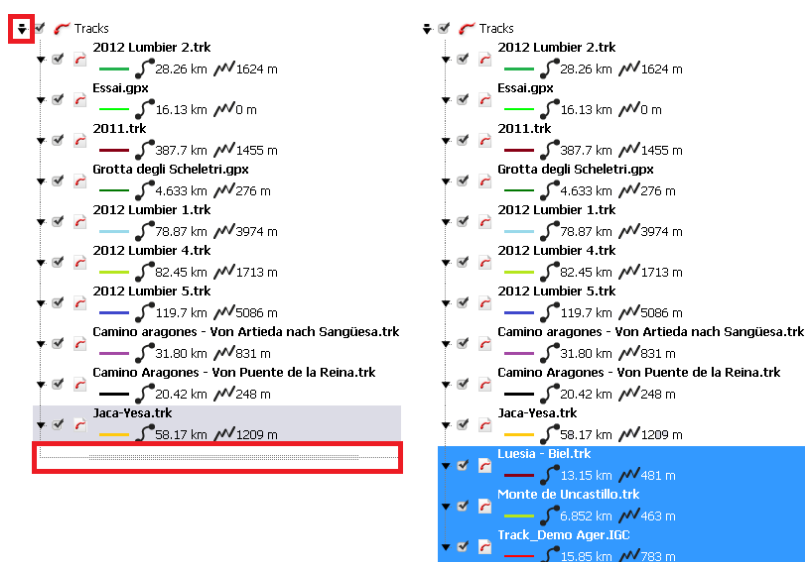 Tracks
2012 Lumbier 2.trk
28.26 km 1624 m
Essai.gpx
16.13 km 0 m
2011.trk
387.7 km 1455 m
Grotta degli Scheletri.gpx
4.633 km 276 m
2012 Lumbier 1.trk
78.87 km 3974 m
2012 Lumbier 4.trk
82.45 km 1713 m
2012 Lumbier 5.trk
119.7 km 5086 m
Camino aragones - Von Artieda nach Sangüesa.trk
31.80 km 831 m
Camino Aragones - Von Puente de la Reina.trk
20.42 km 248 m
Jaca-Yesa.trk
58.17 km 1209 m
Tracks
2012 Lumbier 2.trk
28.26 km 1624 m
Essai.gpx
16.13 km 0 m
2011.trk
387.7 km 1455 m
Grotta degli Scheletri.gpx
4.633 km 276 m
2012 Lumbier 1.trk
78.87 km 3974 m
2012 Lumbier 4.trk
82.45 km 1713 m
2012 Lumbier 5.trk
119.7 km 5086 m
Camino aragones - Von Artieda nach Sangüesa.trk
31.80 km 831 m
Camino Aragones - Von Puente de la Reina.trk
20.42 km 248 m
Jaca-Yesa.trk
58.17 km 1209 m
Luesia - Biel.trk
13.15 km 481 m
Monte de Uncastillo.trk
6.852 km 463 m
Track_Demo Ager.IGC
15.85 km 783 m